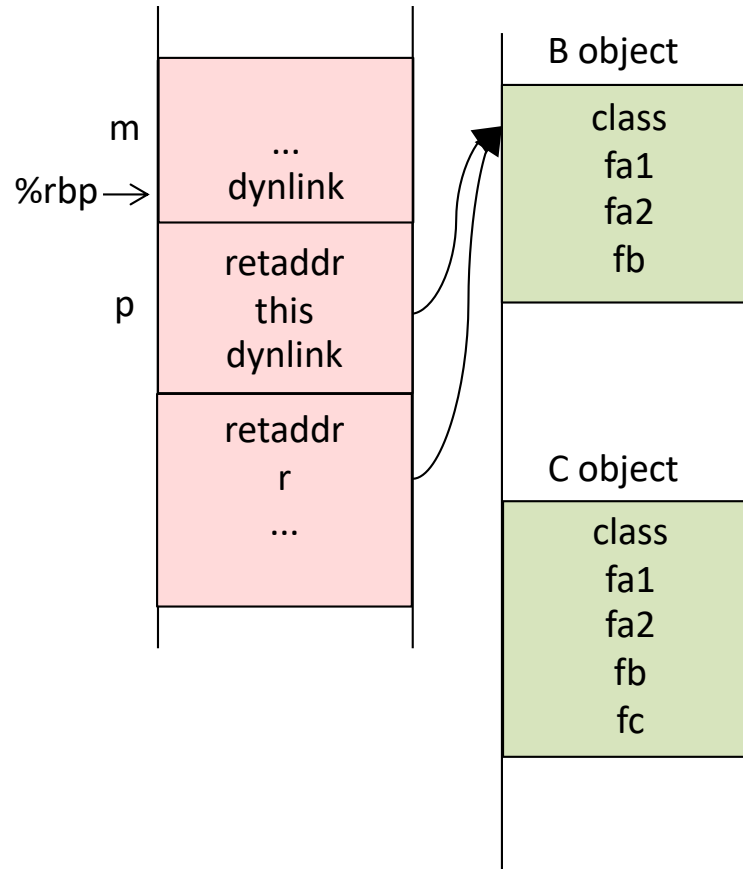 m
...
dynlink
%rbp
retaddr
p
this
dynlink
retaddr
r
...
B object
class
fa1
fa2
fb
C object
class
fa1
fa2
fb
fc